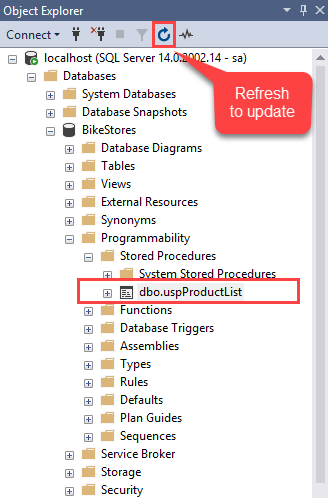 Object Explorer
Connect
localhost (SQL Server 14.0.2002.14 - sa)
Refresh
to update
Databases
System Databases
Database Snapshots
BikeStores
Database Diagrams
Tables
Views
External Resources
Synonyms
Programmability
Stored Procedures
System Stored Procedures
dbo.uspProductList
Functions
Database Triggers
Assemblies
Types
Rules
Defaults
Plan Guides
Sequences
Service Broker
Storage
Security